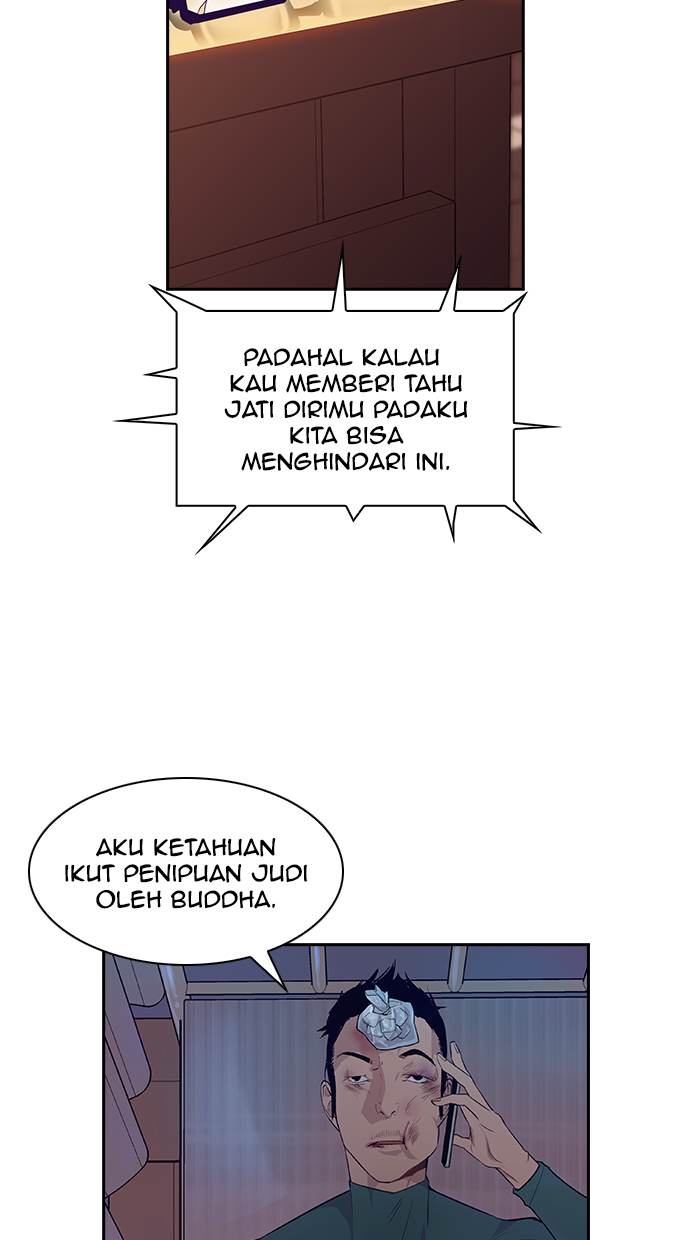 PADAHAL KALAU
KAU MEMBERI TAHU
JATI DIRIMU PADAKU
KITA BISA
MENGHINDARI INI.
AKU KETAHUAN
IKUT PENIPUAN JUDI
OLEH BUDDHA.